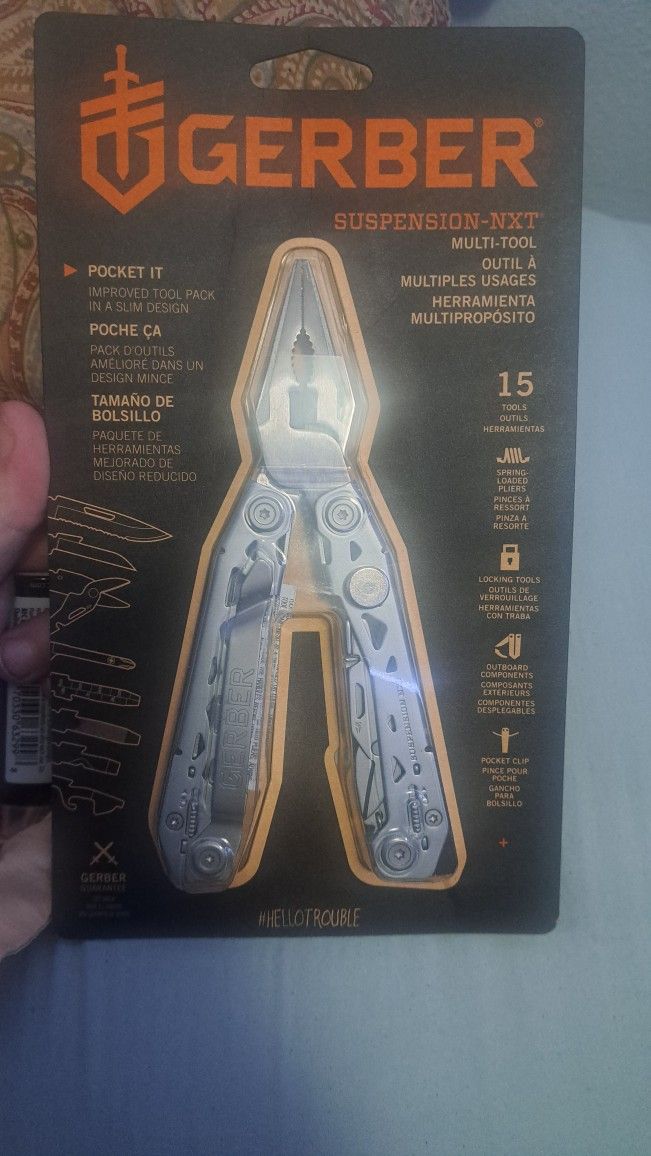 GERBER®
SUSPENSION-NXT
MULTI-TOOL
OUTIL À
MULTIPLES USAGES
HERRAMIENTA
MULTIPROPÓSITO
POCKET IT
IMPROVED TOOL PACK
IN A SLIM DESIGN
POCHE ÇA
PACK D'OUTILS
AMÉLIORÉ DANS UN
DESIGN MINCE
TAMAÑO DE
BOLSILLO
PAQUETE DE
HERRAMIENTAS
MEJORADO DE
DISEÑO REDUCIDO
15
TOOLS
OUTILS
HERRAMIENTAS
SPRING-
LOADED
PLIERS
PINCES À
RESSORT
PINZA A
RESORTE
LOCKING TOOLS
OUTILS DE
VERROUILLAGE
HERRAMIENTAS
CON TRABA
OUTBOARD
COMPONENTS
COMPOSANTS
EXTÉRIEURS
COMPONENTES
DESPLEGABLES
POCKET CLIP
PINCE POUR
POCHE
GANCHO
PARA
BOLSILLO
+
GERBER
SUSPENSION
GERBER
GUARANTEE
#HELLOTROUBLE